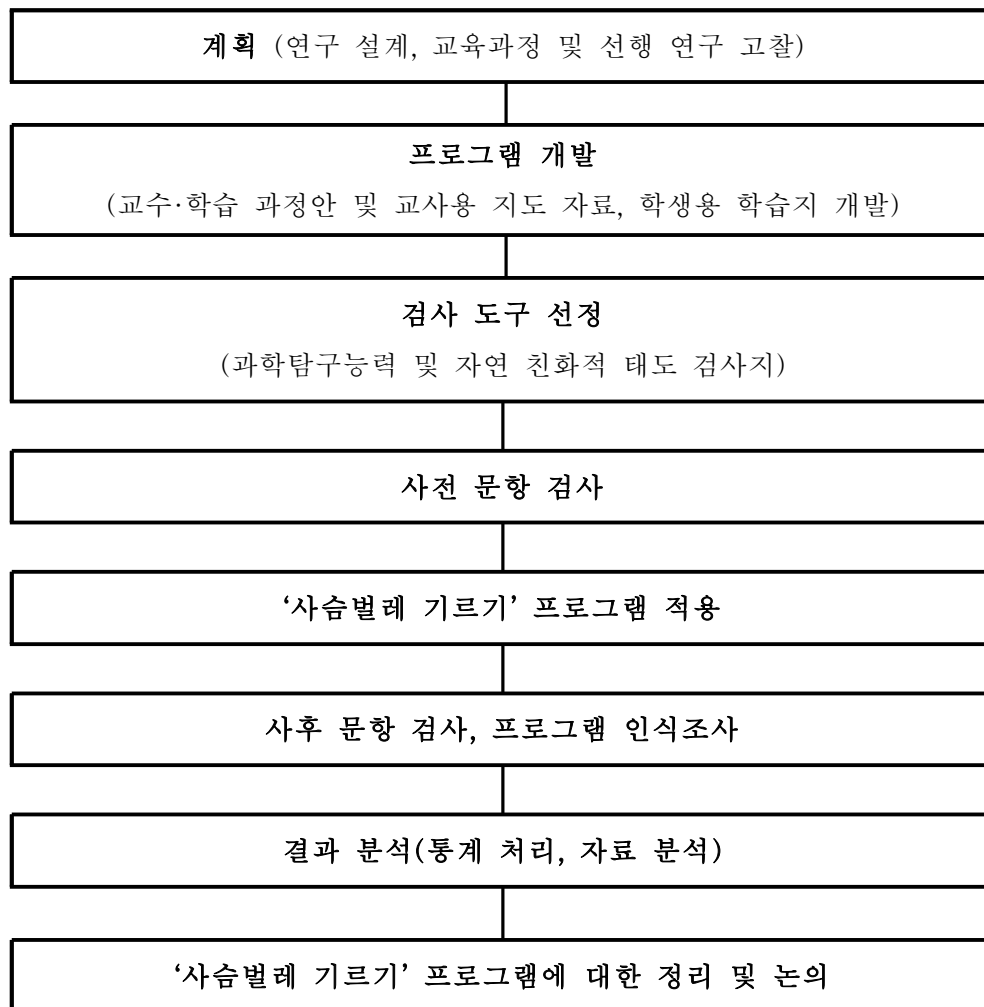 계획 (연구 설계, 교육과정 및 선행 연구 고찰)
프로그램 개발
(교수·학습 과정안 및 교사용 지도 자료, 학생용 학습지 개발)
검사 도구 선정
(과학탐구능력 및 자연 친화적 태도 검사지)
사전 문항 검사
‘사슴벌레 기르기’ 프로그램 적용
사후 문항 검사, 프로그램 인식조사
결과 분석(통계 처리, 자료 분석)
‘사슴벌레 기르기’ 프로그램에 대한 정리 및 논의